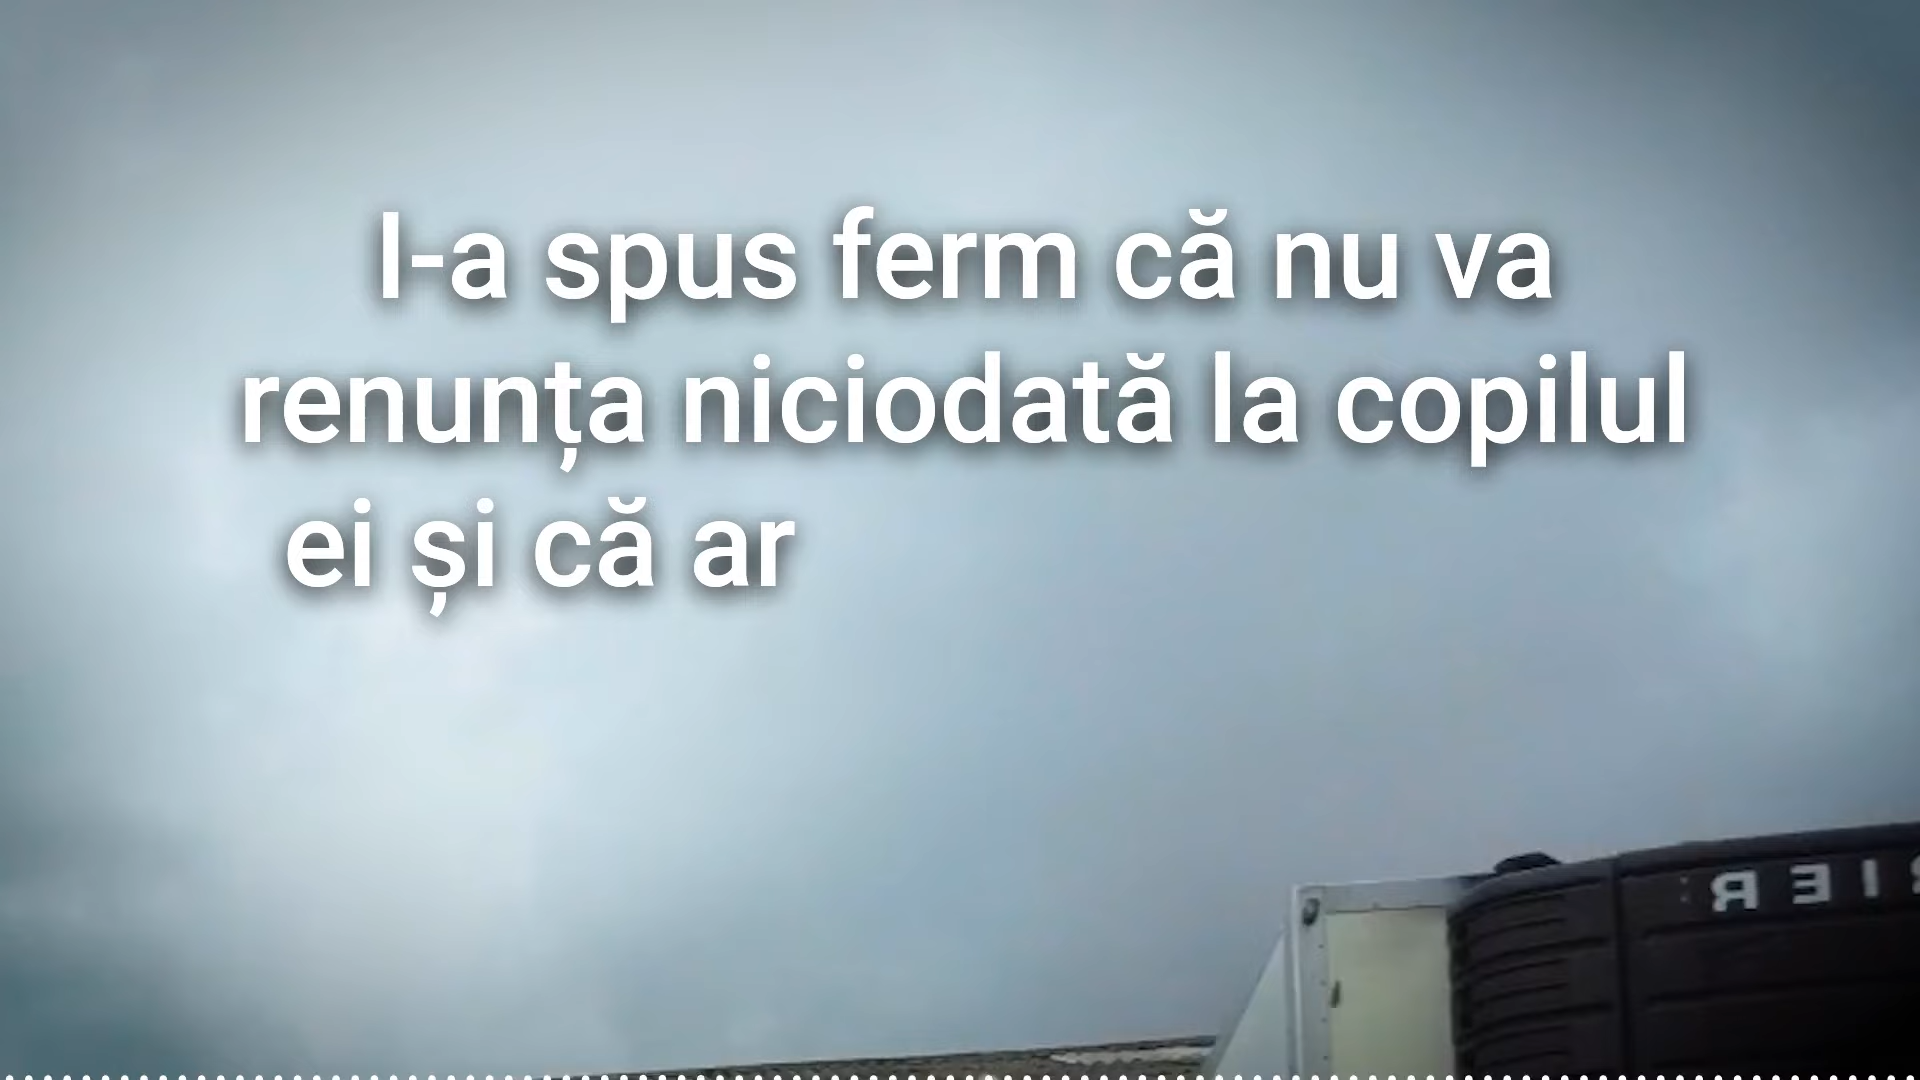 I-a spus ferm că nu va
renunța niciodată la copilul
ei și că ar